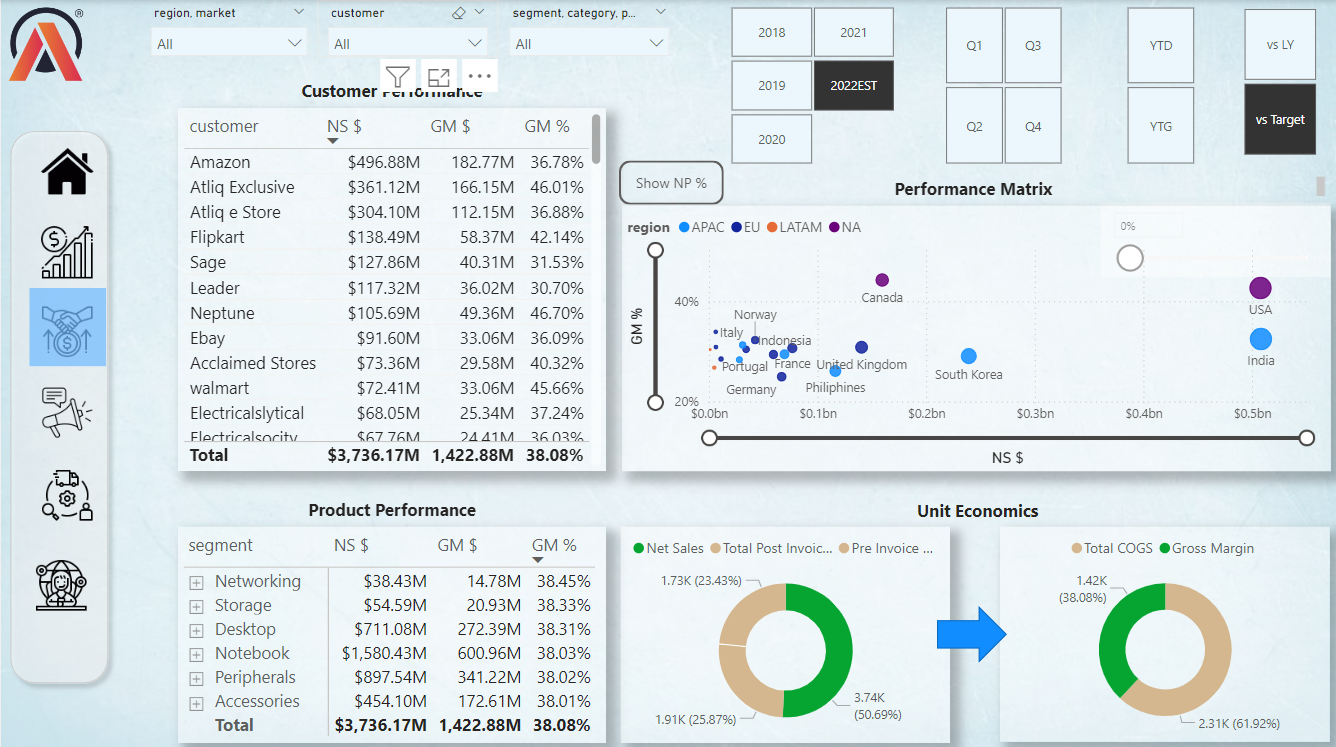 ®
region, market
customer
segment, category, p...
All
All
All
2018
2021
2019
2022EST
2020
Q1
Q3
Q2
Q4
YTD
YTG
vs LY
vs Target
Customer Performance
customer NS $ GM $ GM %
Amazon $496.88M 182.77M 36.78%
Atliq Exclusive $361.12M 166.15M 46.01%
Atliq e Store $304.10M 112.15M 36.88%
Flipkart $138.49M 58.37M 42.14%
Sage $127.86M 40.31M 31.53%
Leader $117.32M 36.02M 30.70%
Neptune $105.69M 49.36M 46.70%
Ebay $91.60M 33.06M 36.09%
Acclaimed Stores $73.36M 29.58M 40.32%
walmart $72.41M 33.06M 45.66%
Electricalslytical $68.05M 25.34M 37.24%
Electricalsocity $67.76M 24.41M 36.03%
Total $3,736.17M 1,422.88M 38.08%
Show NP %
Performance Matrix
region APAC EU LATAM NA
0%
GM %
40%
20%
Canada
USA
Norway
Italy
Indonesia
India
Portugal
France
United Kingdom
South Korea
Germany
Philiphines
$0.0bn $0.1bn $0.2bn $0.3bn $0.4bn $0.5bn
NS $
Product Performance
segment NS $ GM $ GM %
Networking $38.43M 14.78M 38.45%
Storage $54.59M 20.93M 38.33%
Desktop $711.08M 272.39M 38.31%
Notebook $1,580.43M 600.96M 38.03%
Peripherals $897.54M 341.22M 38.02%
Accessories $454.10M 172.61M 38.01%
Total $3,736.17M 1,422.88M 38.08%
Unit Economics
Net Sales Total Post Invoic... Pre Invoice ...
1.73K (23.43%)
3.74K
(50.69%)
1.91K (25.87%)
Total COGS Gross Margin
1.42K
(38.08%)
2.31K (61.92%)